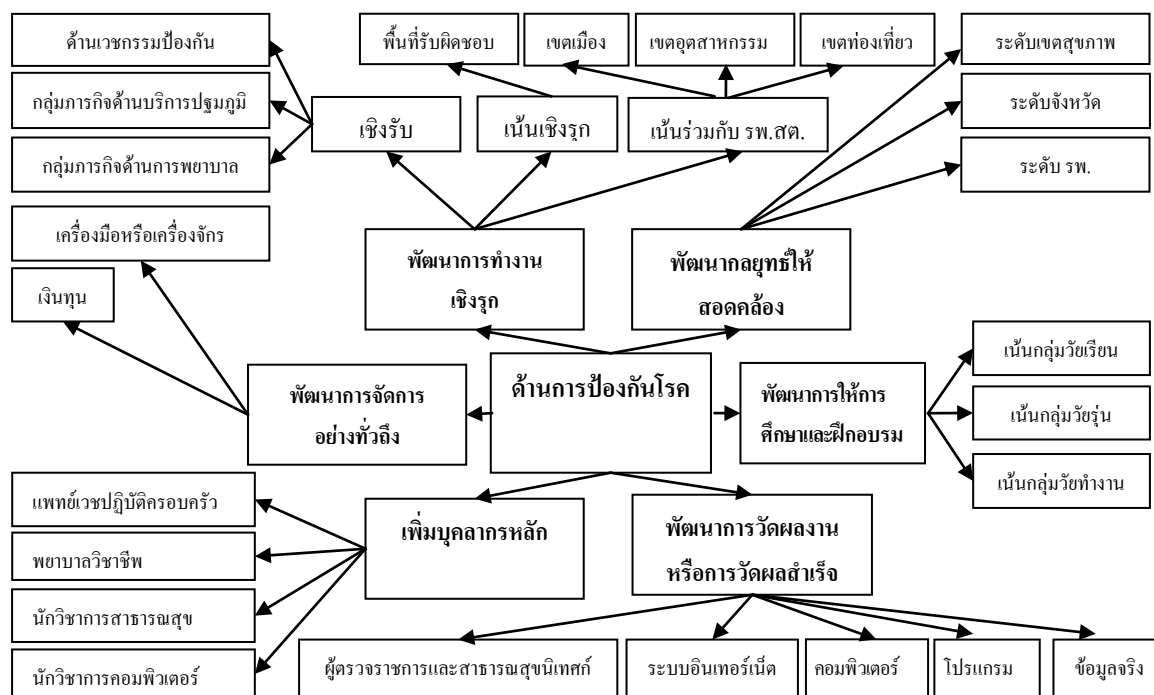 ด้านเวชกรรมป้องกัน
พื้นที่รับผิดชอบ
เขตเมือง
เขตอุตสาหกรรม
เขตท่องเที่ยว
ระดับเขตสุขภาพ
กลุ่มภารกิจด้านบริการปฐมภูมิ
เชิงรับ
เน้นเชิงรุก
เน้นร่วมกับ รพ.สต.
ระดับจังหวัด
กลุ่มภารกิจด้านการพยาบาล
ระดับ รพ.
เครื่องมือหรือเครื่องจักร
พัฒนาการทำงาน
เชิงรุก
พัฒนากลยุทธ์ให้
สอดคล้อง
เงินทุน
พัฒนาการจัดการ
อย่างทั่วถึง
ด้านการป้องกันโรค
พัฒนาการให้การ
ศึกษาและฝึกอบรม
เน้นกลุ่มวัยเรียน
เน้นกลุ่มวัยรุ่น
เน้นกลุ่มวัยทำงาน
แพทย์เวชปฏิบัติครอบครัว
เพิ่มบุคลากรหลัก
พัฒนาการวัดผลงาน
หรือการวัดผลสำเร็จ
พยาบาลวิชาชีพ
นักวิชาการสาธารณสุข
นักวิชาการคอมพิวเตอร์
ผู้ตรวจราชการและสาธารณสุขนิเทศก์
ระบบอินเทอร์เน็ต
คอมพิวเตอร์
โปรแกรม
ข้อมูลจริง